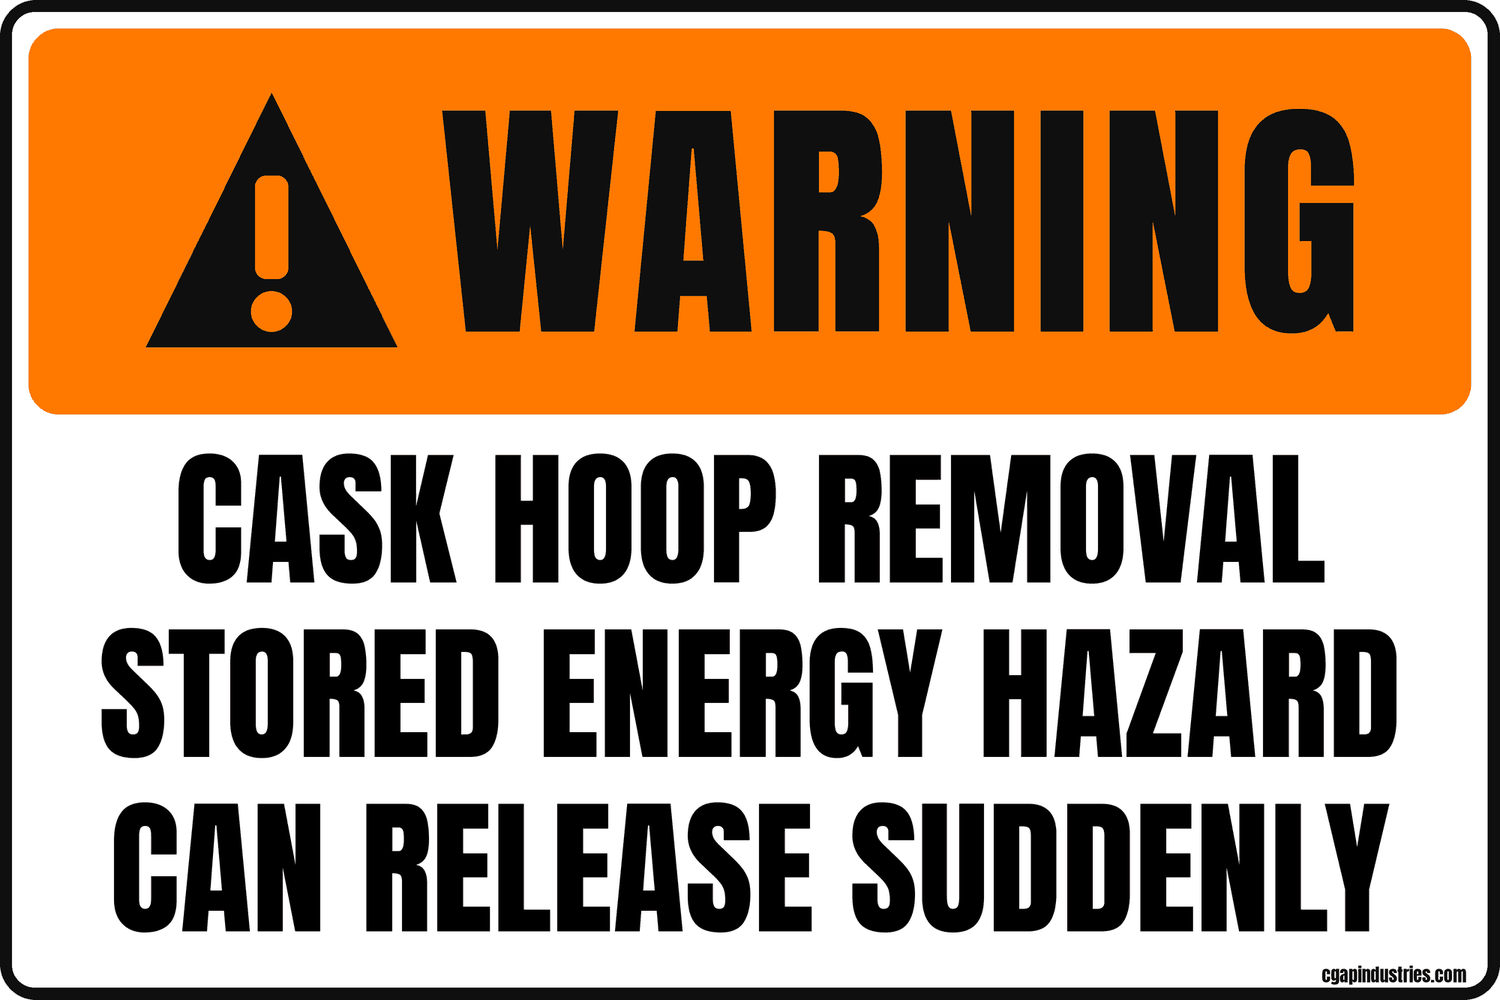 WARNING
CASK HOOP REMOVAL
STORED ENERGY HAZARD
CAN RELEASE SUDDENLY
cgapindustries.com